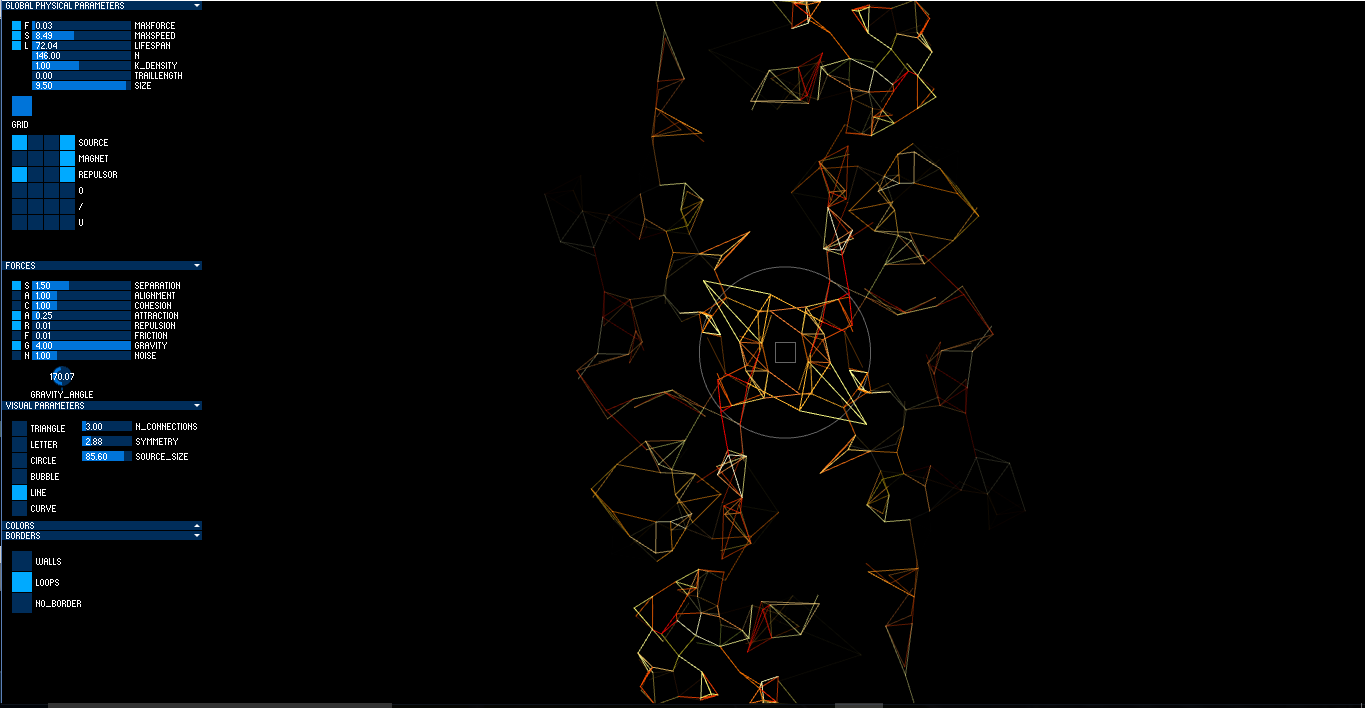 GLOBAL PHYSICAL PARAMETERS
F 0.03 MAXFORCE
S 8.49 MAXSPEED
L 72.04 LIFESPAN
146.00 N
1.00 K_DENSITY
0.00 TRAILLENGTH
9.50 SIZE
GRID
SOURCE
MAGNET
REPULSOR
O
/
U
FORCES
S 1.50 SEPARATION
A 1.00 ALIGNMENT
C 1.00 COHESION
A 0.25 ATTRACTION
R 0.01 REPULSION
F 0.01 FRICTION
G 4.00 GRAVITY
N 1.00 NOISE
170.07
GRAVITY_ANGLE
VISUAL PARAMETERS
TRIANGLE 3.00 N_CONNECTIONS
LETTER 2.88 SYMMETRY
CIRCLE 85.60 SOURCE_SIZE
BUBBLE
LINE
CURVE
COLORS
BORDERS
WALLS
LOOPS
NO_BORDER